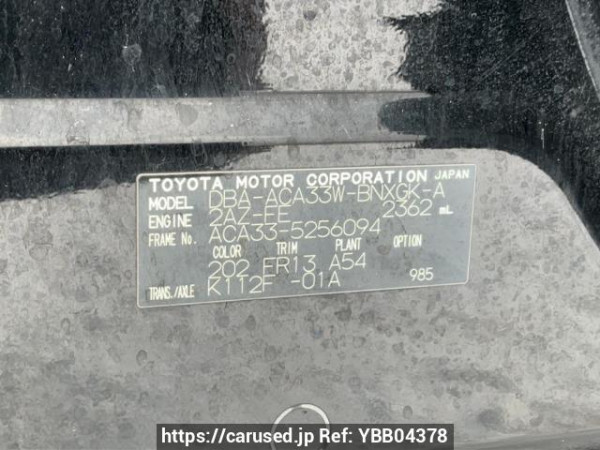 TOYOTA MOTOR CORPORATION JAPAN
MODEL DBA-ACA33W-BNXGK-A
ENGINE 2AZ-FE 2362 mL
FRAME No. ACA33-5256094
COLOR TRIM PLANT OPTION
202 FR13 A54
TRANS./AXLE K112F -01A 985
https://carused.jp Ref: YBB04378